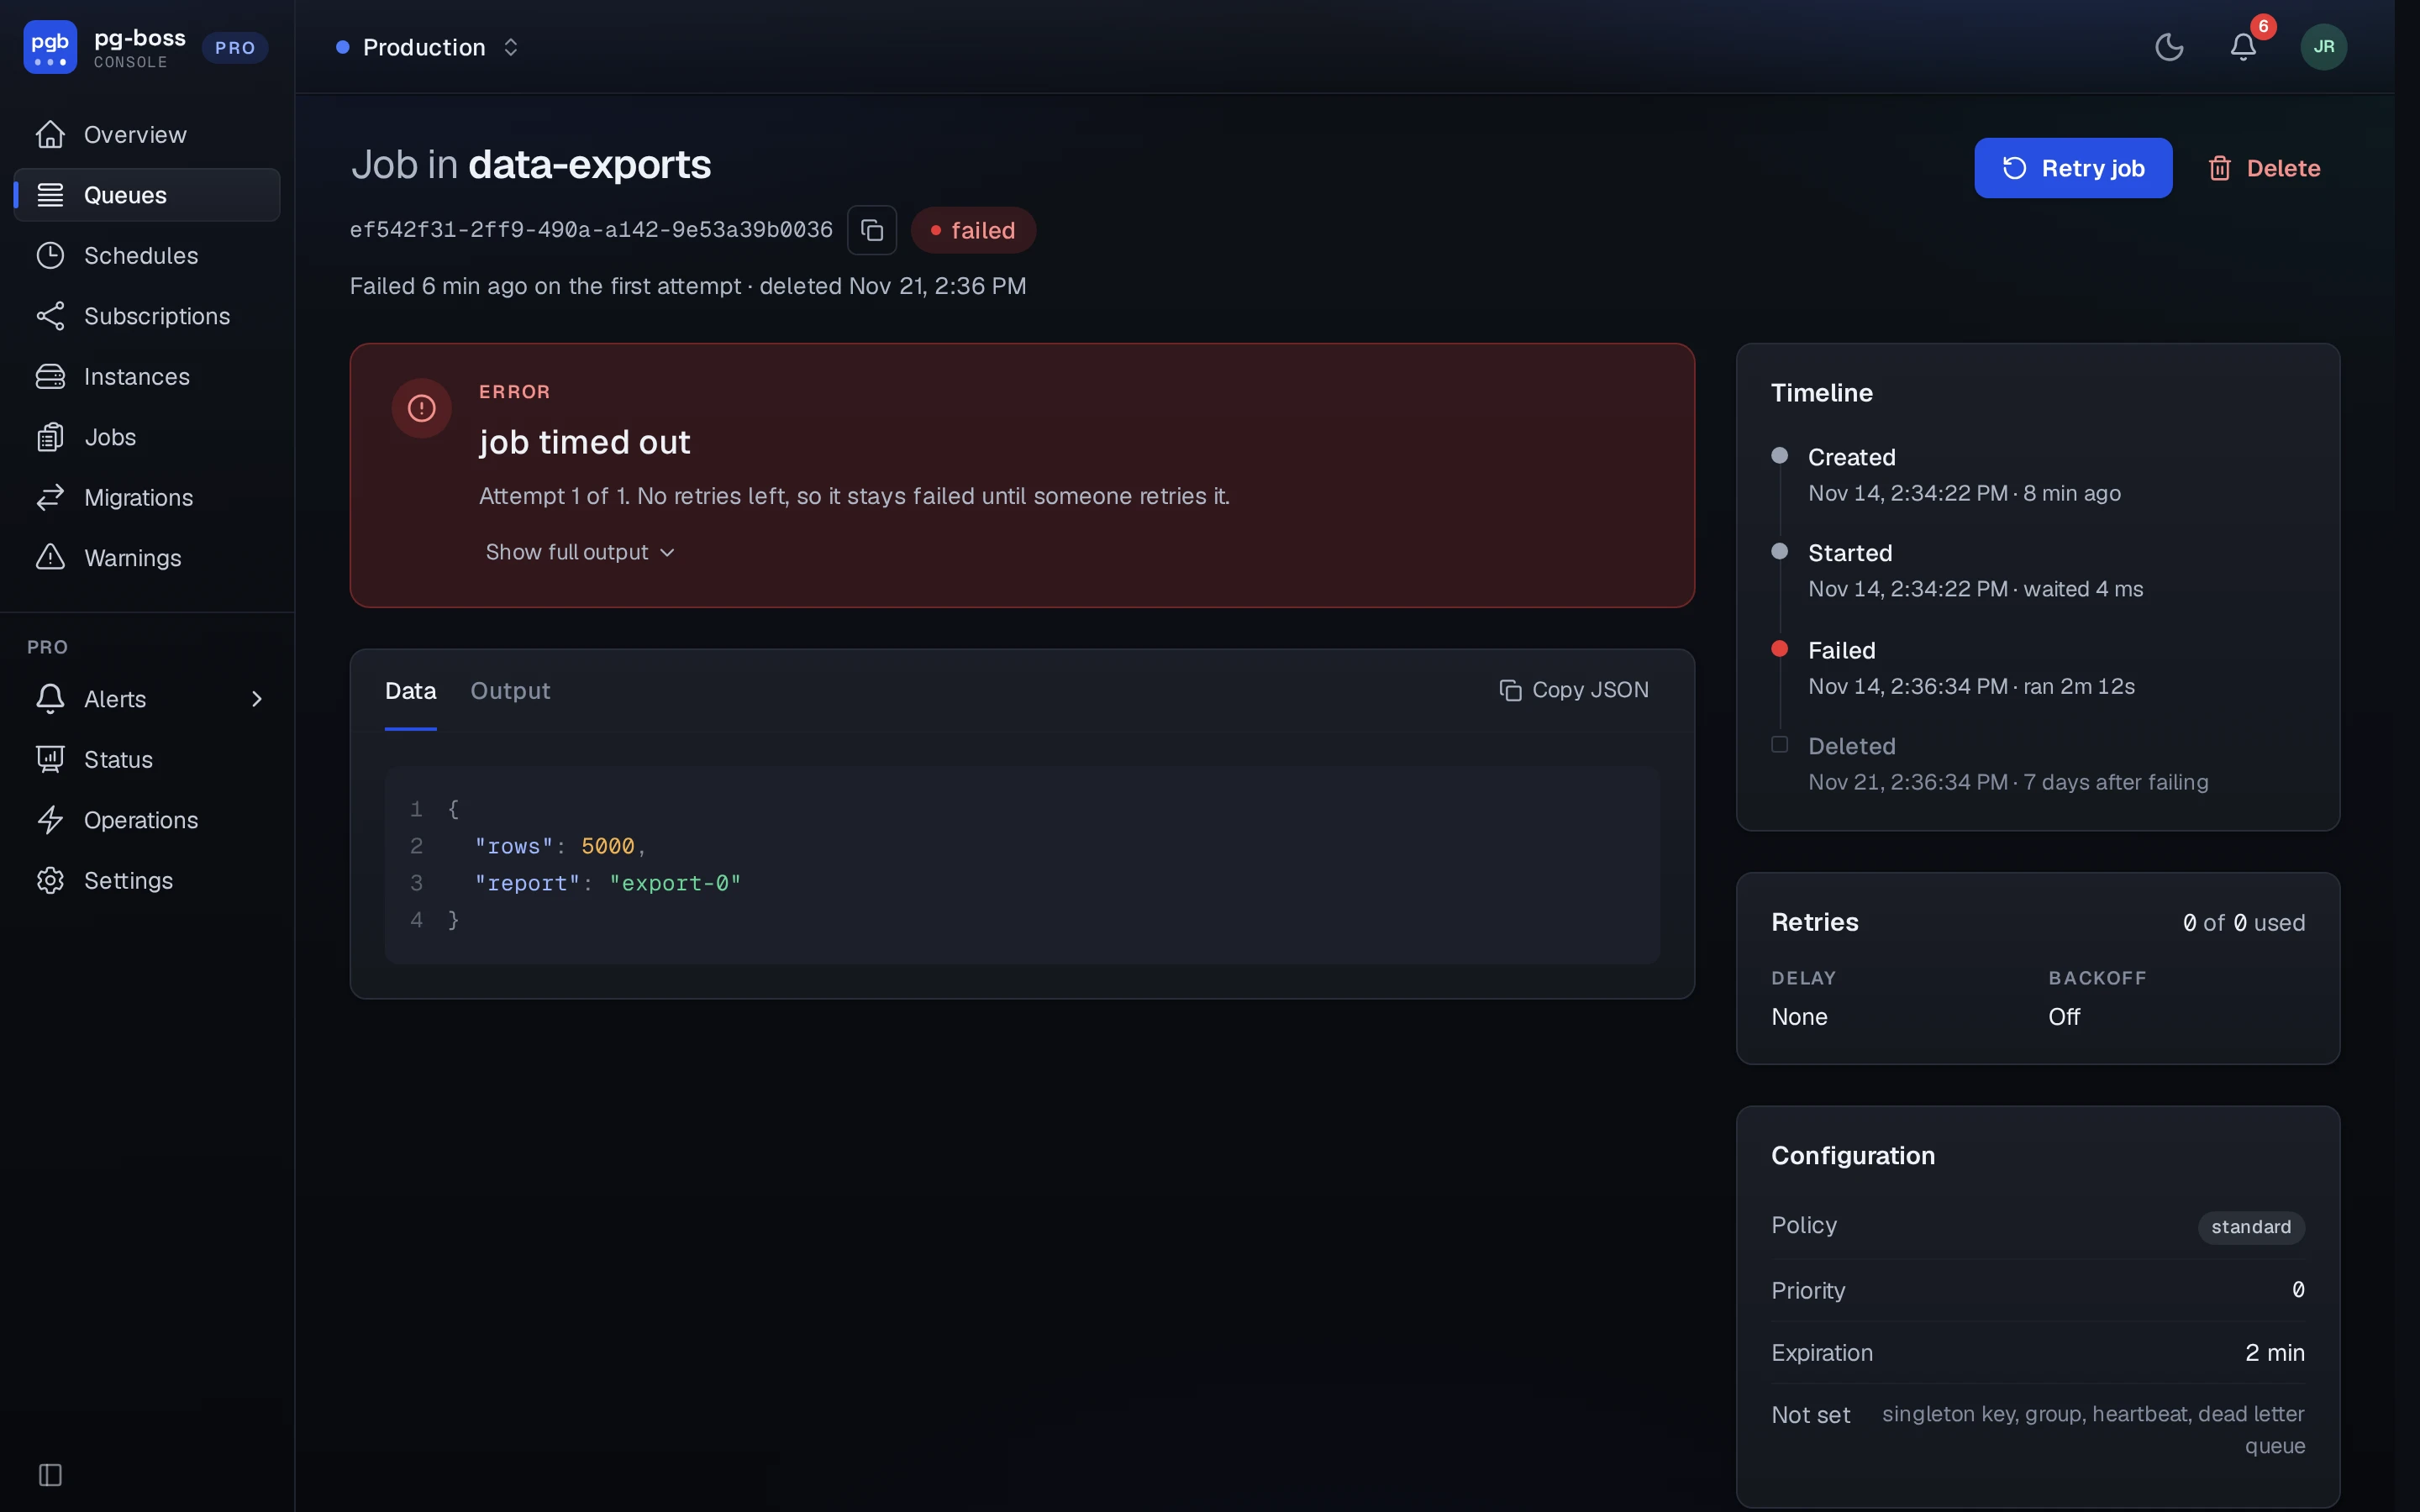 pgb
pg-boss
CONSOLE
PRO
Overview
Queues
Schedules
Subscriptions
Instances
Jobs
Migrations
Warnings
PRO
Alerts
Status
Operations
Settings
Production
6
JR
Job in data-exports
Retry job
Delete
ef542f31-2ff9-490a-a142-9e53a39b0036
failed
Failed 6 min ago on the first attempt · deleted Nov 21, 2:36 PM
ERROR
job timed out
Attempt 1 of 1. No retries left, so it stays failed until someone retries it.
Show full output
Data
Output
Copy JSON
1 {
2 "rows": 5000,
3 "report": "export-0"
4 }
Timeline
Created
Nov 14, 2:34:22 PM · 8 min ago
Started
Nov 14, 2:34:22 PM · waited 4 ms
Failed
Nov 14, 2:36:34 PM · ran 2m 12s
Deleted
Nov 21, 2:36:34 PM · 7 days after failing
Retries
0 of 0 used
DELAY
BACKOFF
None
Off
Configuration
Policy
standard
Priority
0
Expiration
2 min
Not set
singleton key, group, heartbeat, dead letter
queue